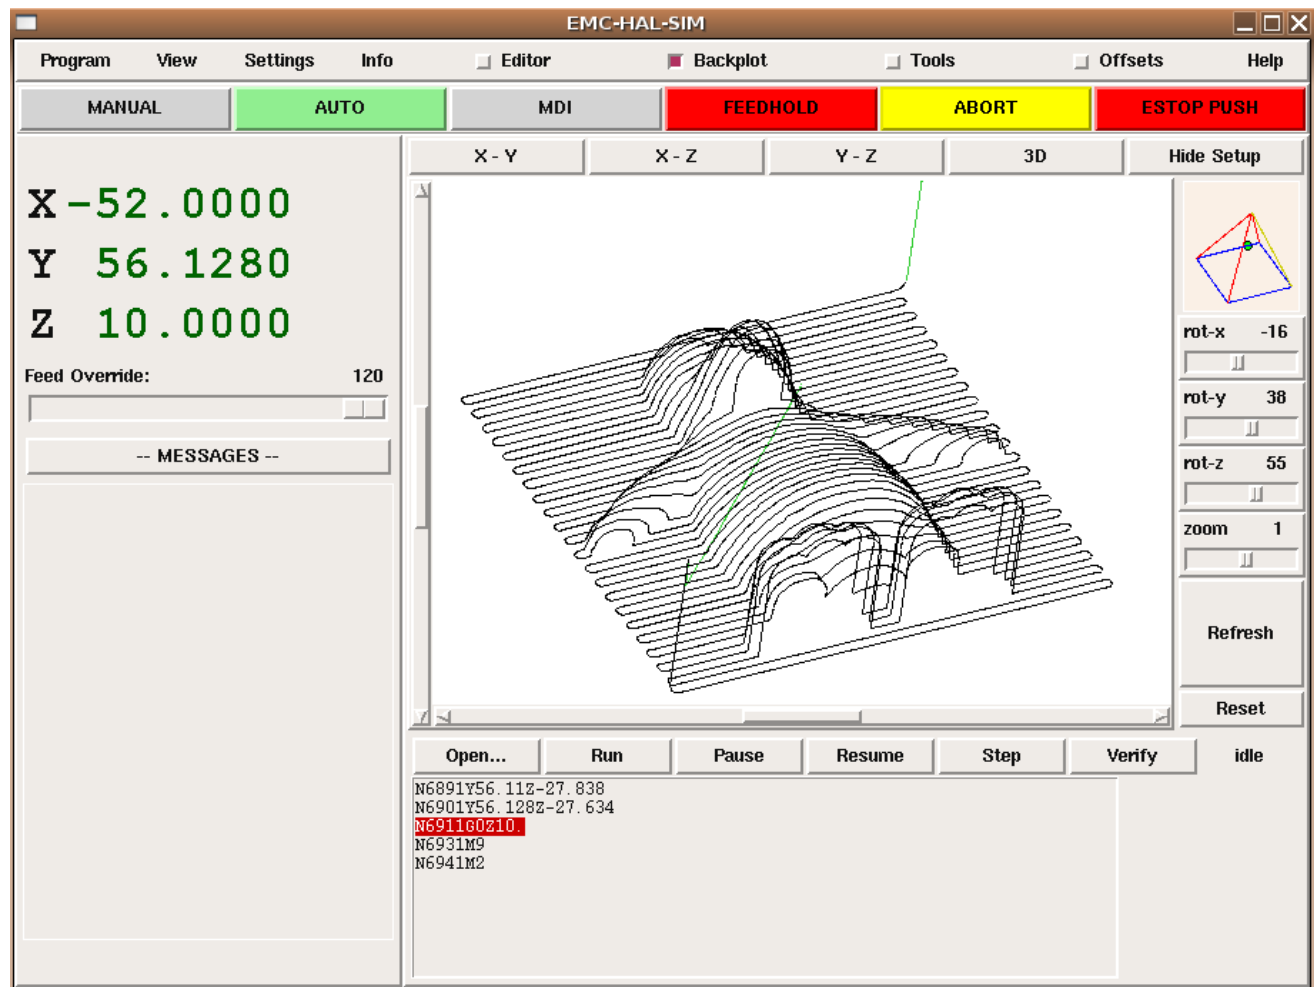 EMC-HAL-SIM
Program View Settings Info Editor Backplot Tools Offsets Help
MANUAL AUTO MDI FEEDHOLD ABORT ESTOP PUSH
X - Y X - Z Y - Z 3D Hide Setup
X -52.0000
Y 56.1280
Z 10.0000
Feed Override: 120
-- MESSAGES --
rot-x -16
rot-y 38
rot-z 55
zoom 1
Refresh
Reset
Open... Run Pause Resume Step Verify idle
N6891Y56.11Z-27.838
N6901Y56.128Z-27.634
N6911G0Z10.
N6931M9
N6941M2